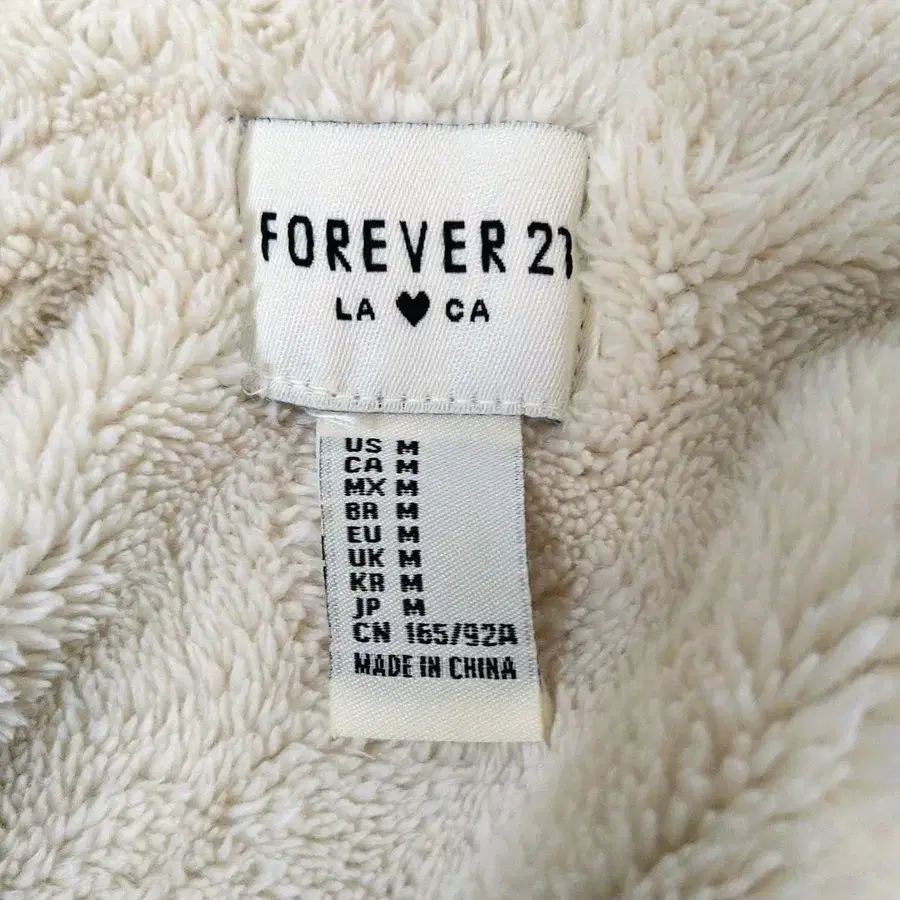 FOREVER 21
LA ♥ CA
US M
CA M
MX M
BR M
EU M
UK M
KR M
JP M
CN 165/92A
MADE IN CHINA